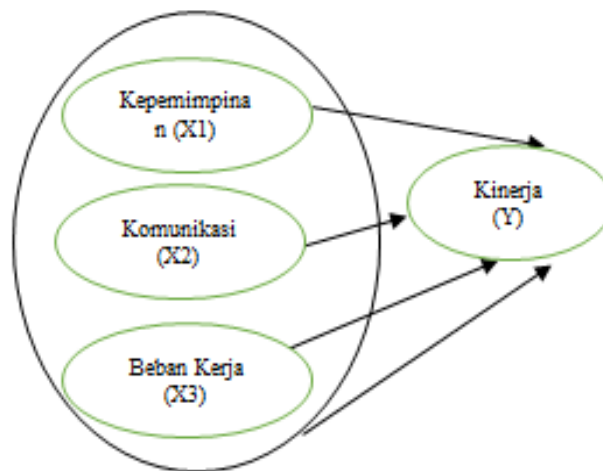 Kepemimpina
n (X1)
Kinerja
(Y)
Komunikasi
(X2)
Beban Kerja
(X3)